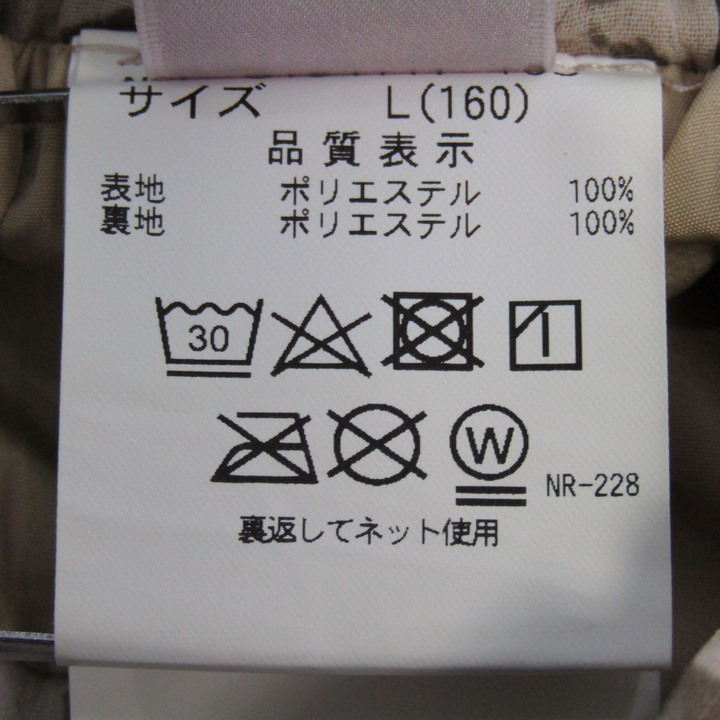 サイズ L(160)
品質表示
表地 ポリエステル 100%
裏地 ポリエステル 100%
30
W
NR-228
裏返してネット使用